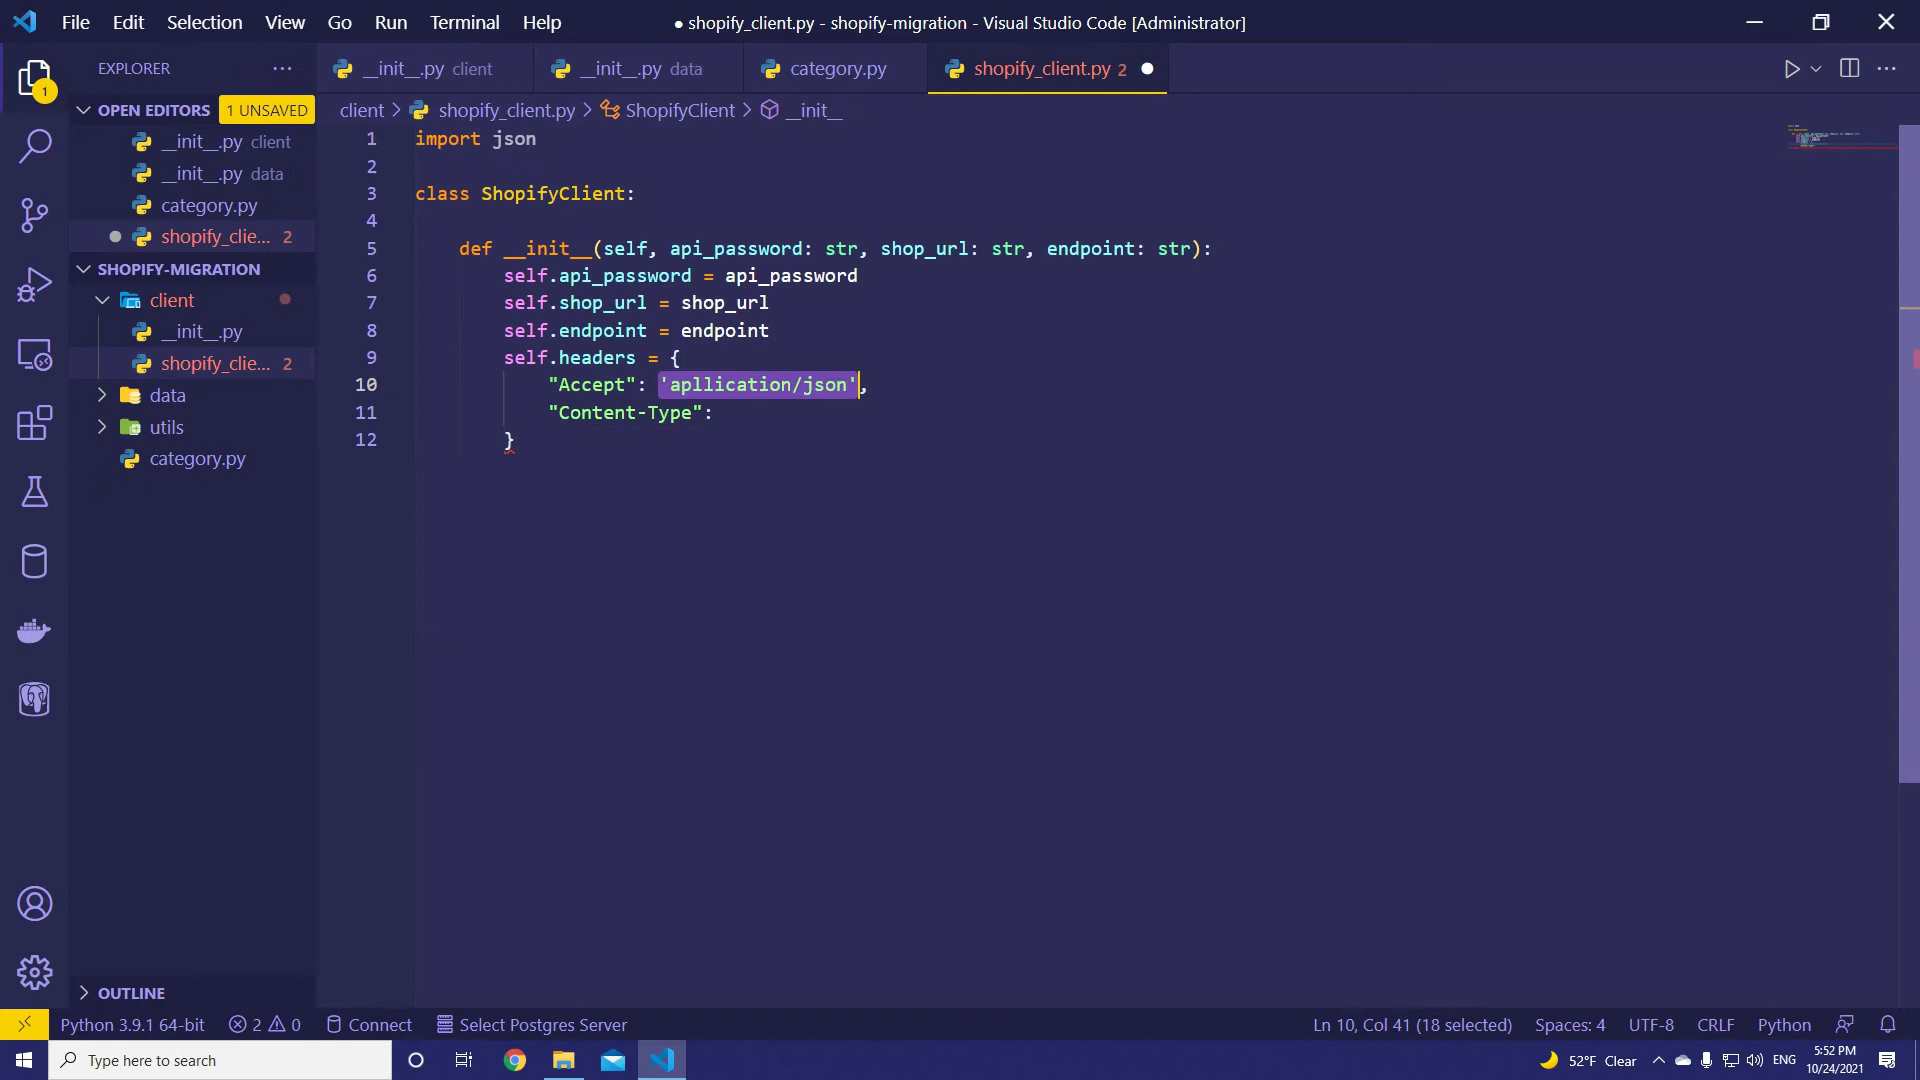 File Edit Selection View Go Run Terminal Help
● shopify_client.py - shopify-migration - Visual Studio Code [Administrator]
EXPLORER
__init__.py client
__init__.py data
category.py
shopify_client.py 2
1
OPEN EDITORS 1 UNSAVED
client > shopify_client.py > ShopifyClient > __init__
__init__.py client
__init__.py data
category.py
shopify_clie... 2
SHOPIFY-MIGRATION
client
__init__.py
shopify_clie... 2
data
utils
category.py
OUTLINE
1 import json
2
3 class ShopifyClient:
4
5 def __init__(self, api_password: str, shop_url: str, endpoint: str):
6 self.api_password = api_password
7 self.shop_url = shop_url
8 self.endpoint = endpoint
9 self.headers = {
10 "Accept": 'apllication/json',
11 "Content-Type":
12 }
Python 3.9.1 64-bit 2 0 Connect Select Postgres Server
Ln 10, Col 41 (18 selected) Spaces: 4 UTF-8 CRLF Python
Type here to search
52°F Clear
ENG
5:52 PM
10/24/2021